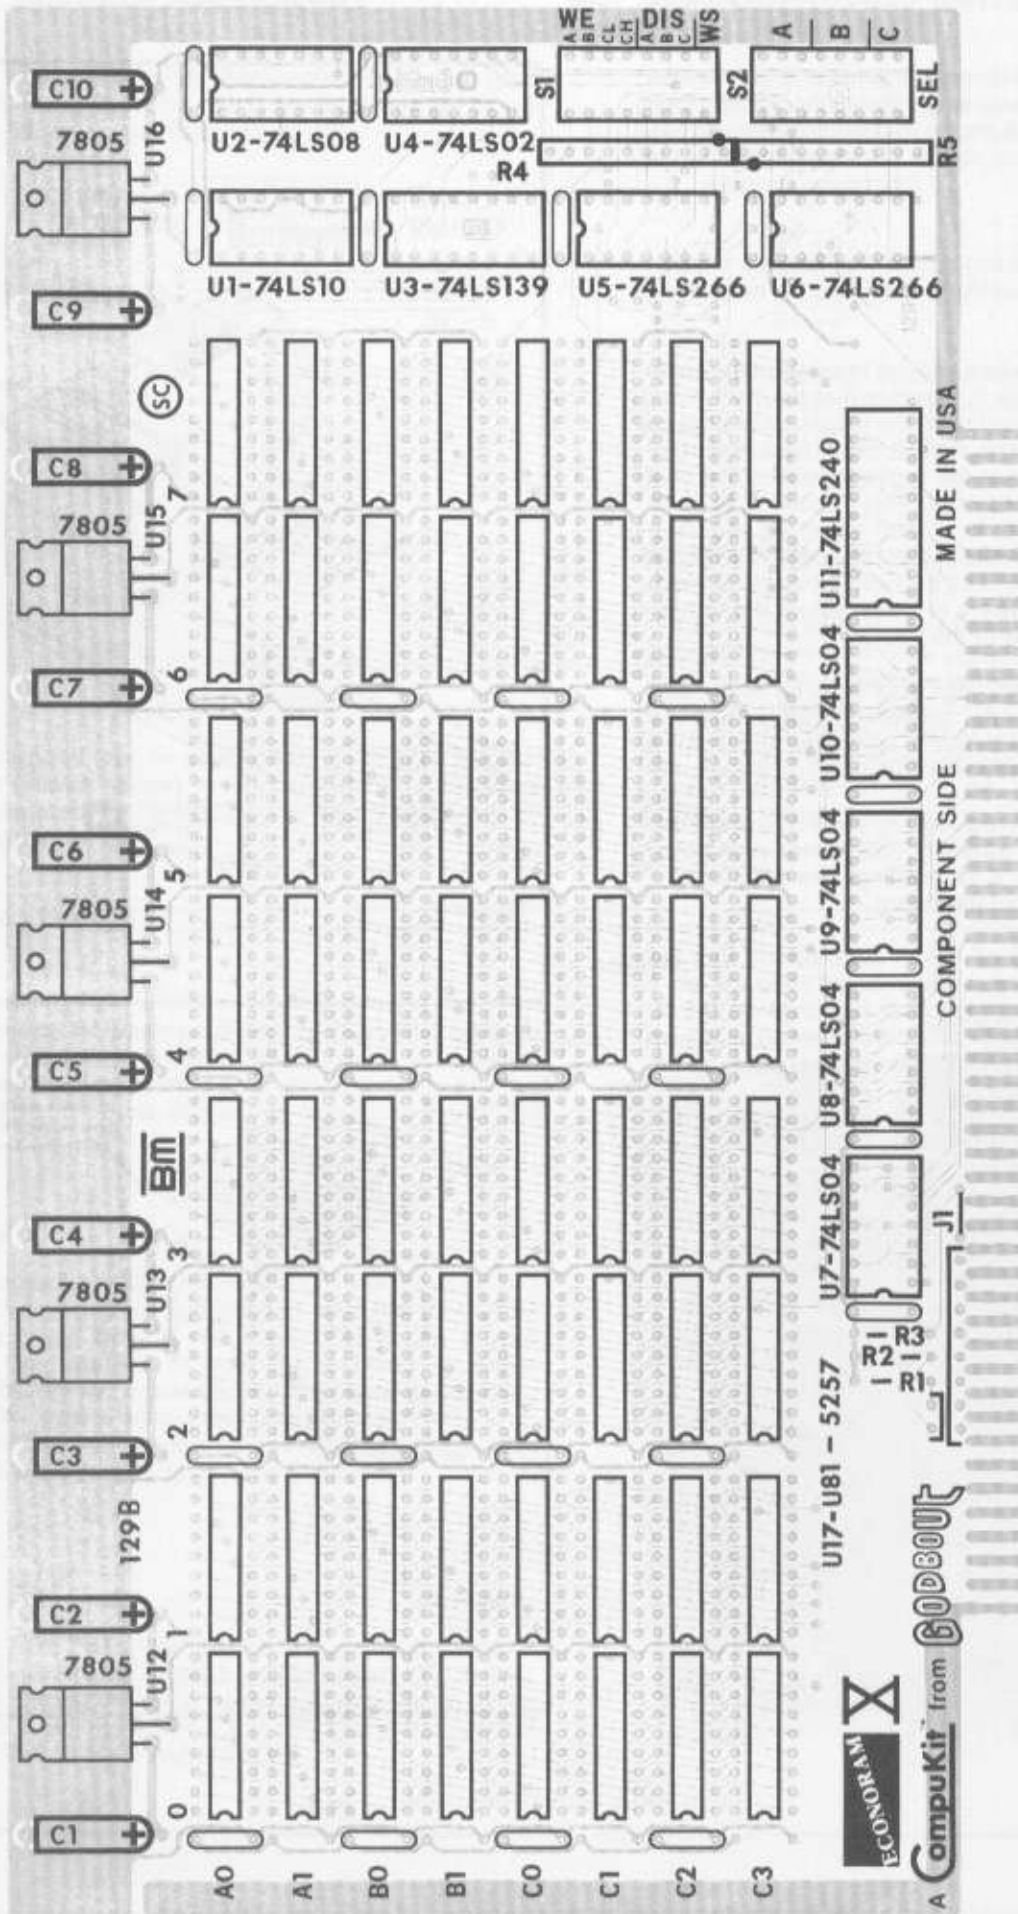 C10
7805
U16
C9
C8
7805
U15
C7
C6
7805
U14
C5
C4
7805
U13
C3
129B
C2
7805
U12
C1
U2-74LS08
U4-74LS02
S1
WE
A
B
CL
CH
DIS
A
B
C
WS
S2
A
B
C
SEL
R4
R5
U1-74LS10
U3-74LS139
U5-74LS266
U6-74LS266
SC
7
6
5
4
BM
3
2
1
0
U11-74LS240
U10-74LS04
U9-74LS04
U8-74LS04
U7-74LS04
MADE IN USA
COMPONENT SIDE
J1
R3
R2
R1
U17-U81 - 5257
ECONORAM X
A CompuKit™ from GODBOUT
A0
A1
B0
B1
C0
C1
C2
C3